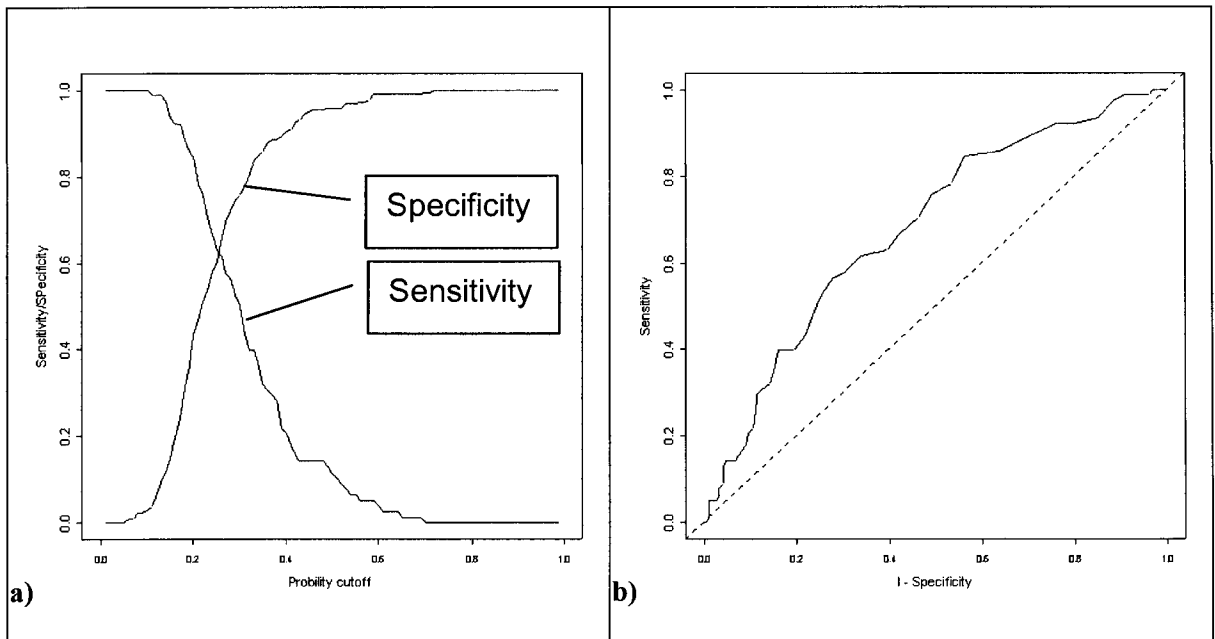 Sensitivity/SPecificity
1.0
0.8
0.6
0.4
0.2
0.0
Specificity
Sensitivity
0.0 0.2 0.4 0.6 0.8 1.0
Probility cutoff
a)
Sensitivity
1.0
0.8
0.6
0.4
0.2
0.0
0.0 0.2 0.4 0.6 0.8 1.0
1 - Specificity
b)